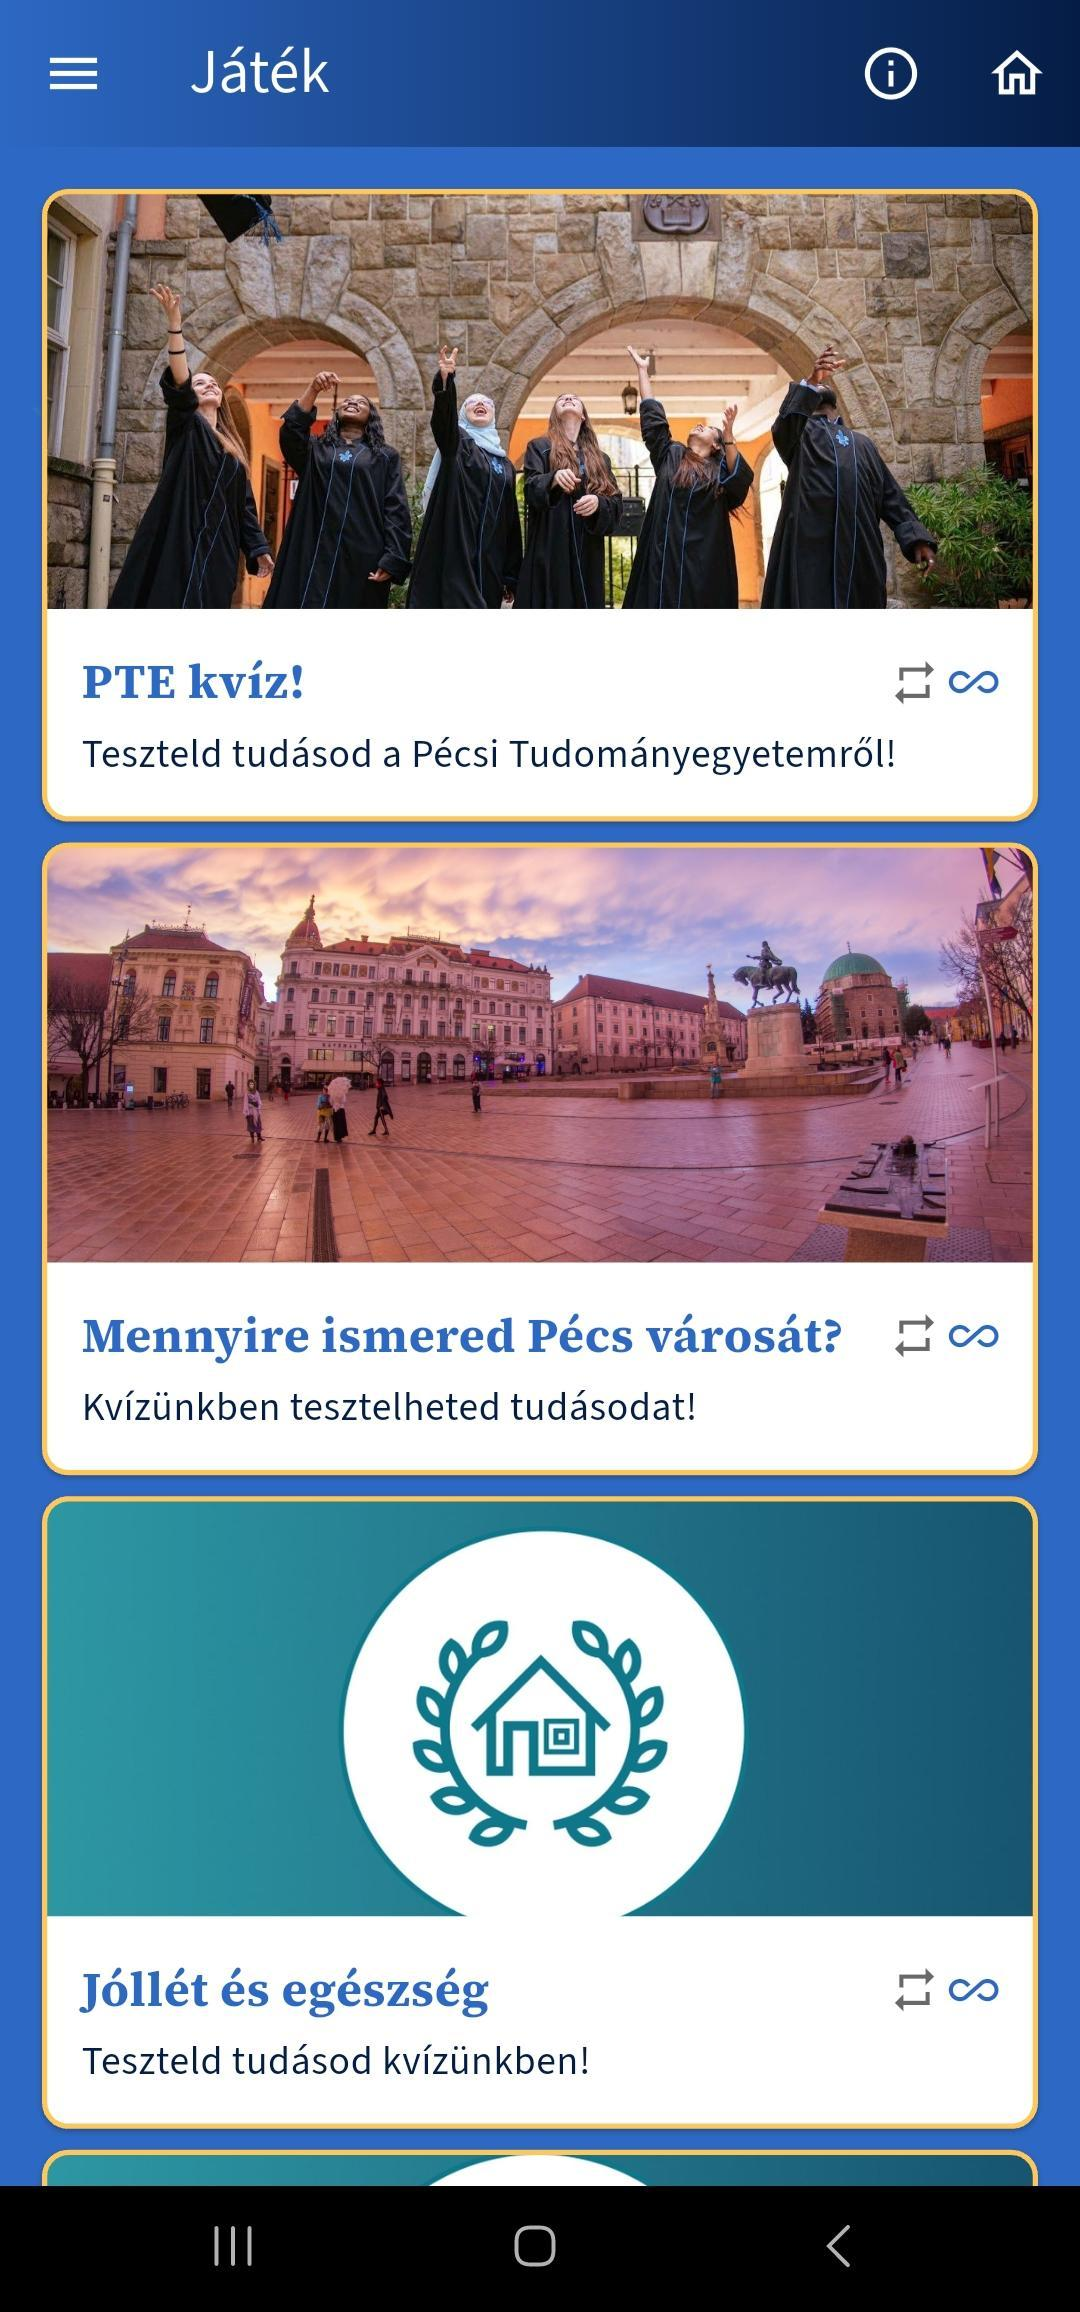 Játék
PTE kvíz!
Teszteld tudásod a Pécsi Tudományegyetemről!
Mennyire ismered Pécs városát?
Kvízünkben tesztelheted tudásodat!
Jóllét és egészség
Teszteld tudásod kvízünkben!